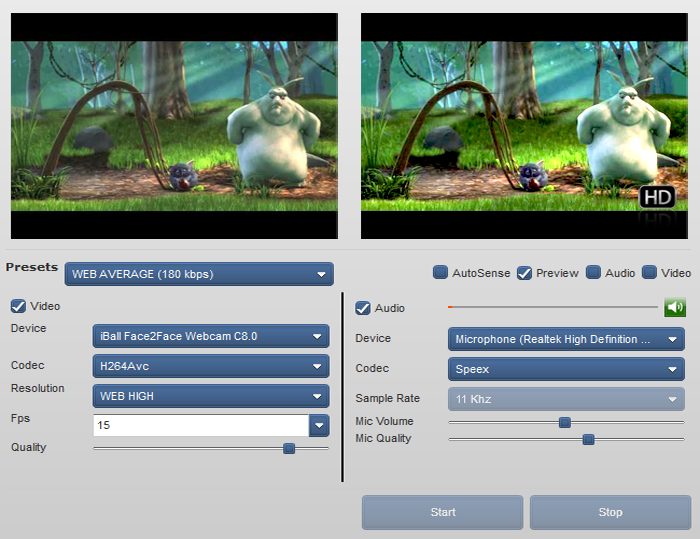 HD
Presets
WEB AVERAGE (180 kbps)
AutoSense
Preview
Audio
Video
Video
Device
iBall Face2Face Webcam C8.0
Codec
H264Avc
Resolution
WEB HIGH
Fps
15
Quality
Audio
Device
Microphone (Realtek High Definition ...
Codec
Speex
Sample Rate
11 Khz
Mic Volume
Mic Quality
Start
Stop